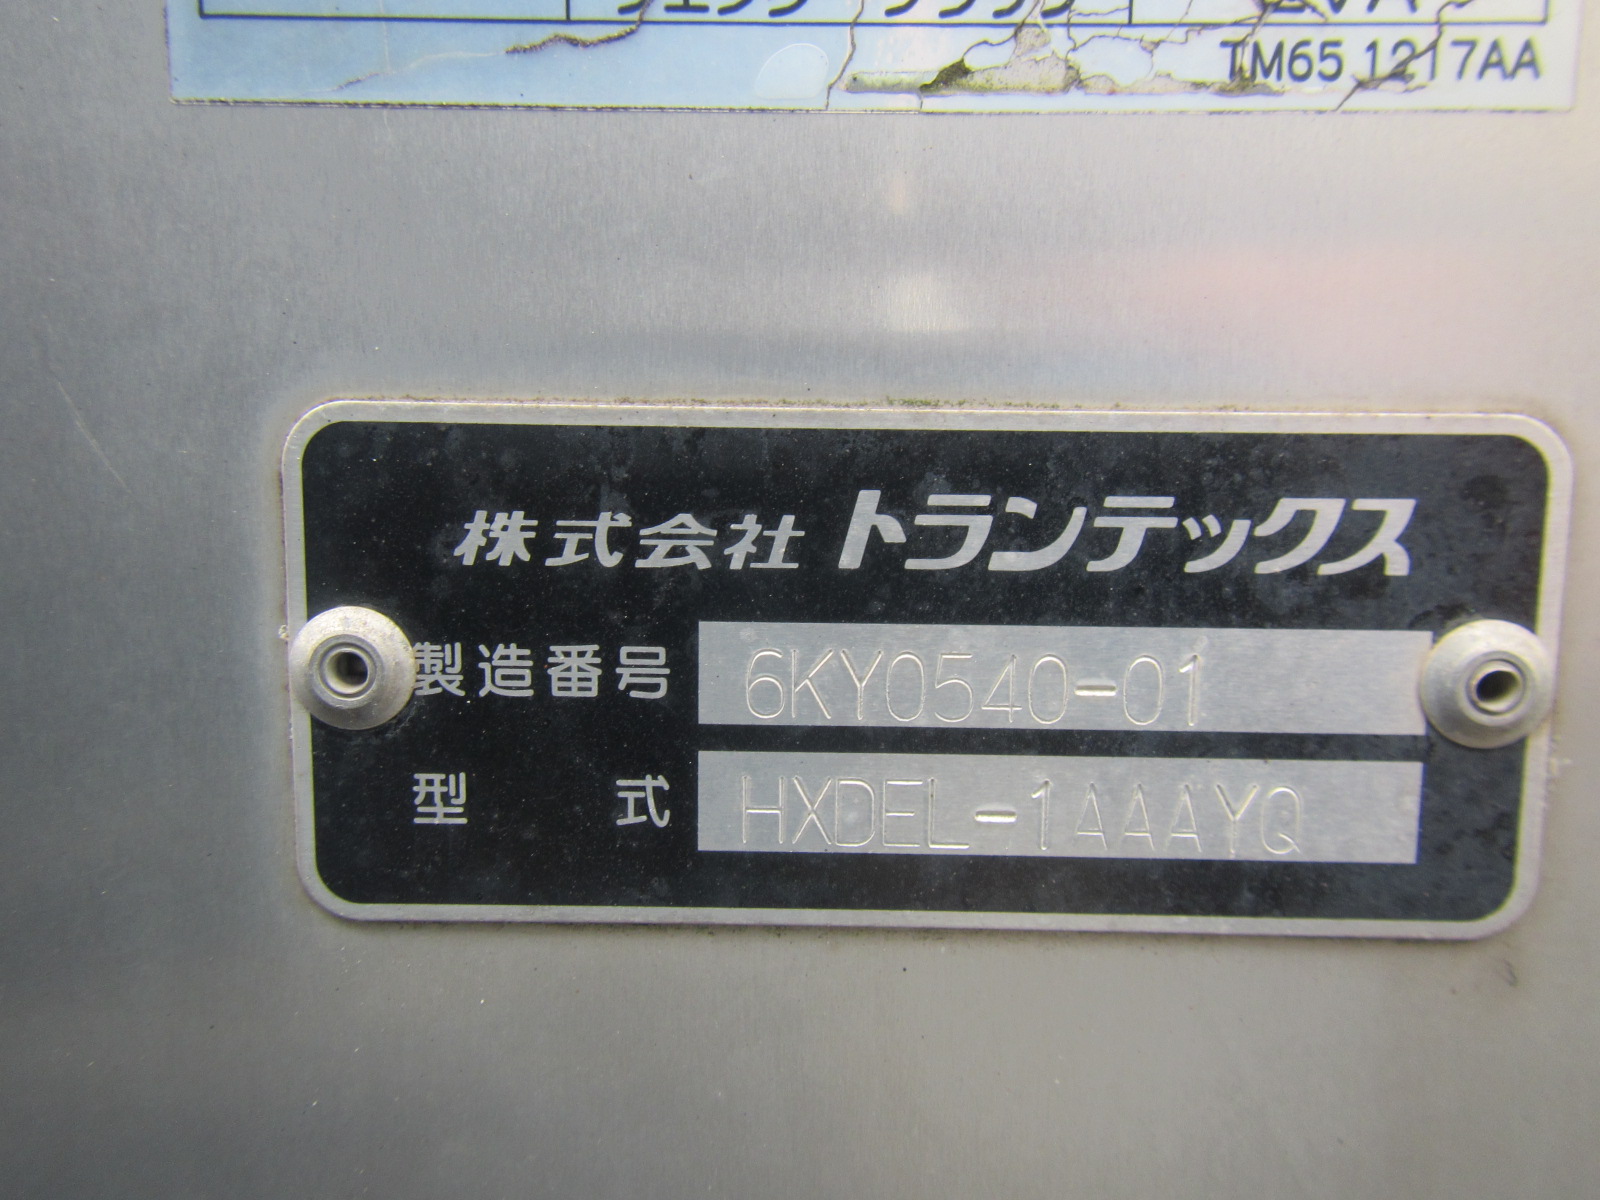 TM65 1217AA
株式会社 トランテックス
製造番号 6KY0540-01
型式 HXDEL-1AAAYQ